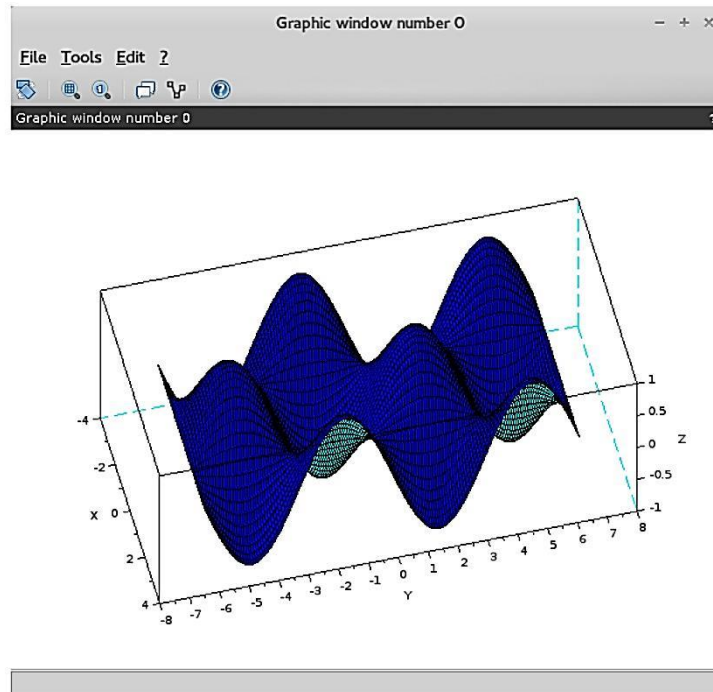 Graphic window number 0
File Tools Edit ?
Graphic window number 0 ?
1
0.5
0
-0.5
-1
Z
-4
-2
0
2
4
X
-8 -7 -6 -5 -4 -3 -2 -1 0 1 2 3 4 5 6 7 8
Y